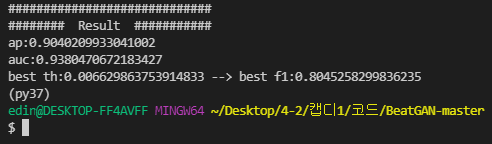 ############################
########  Result  ###########
ap:0.9040209933041002
auc:0.9380470672183427
best th:0.006629863753914833 --> best f1:0.8045258299836235
(py37)
edin@DESKTOP-FF4AVFF MINGW64 ~/Desktop/4-2/캡디1/코드/BeatGAN-master
$